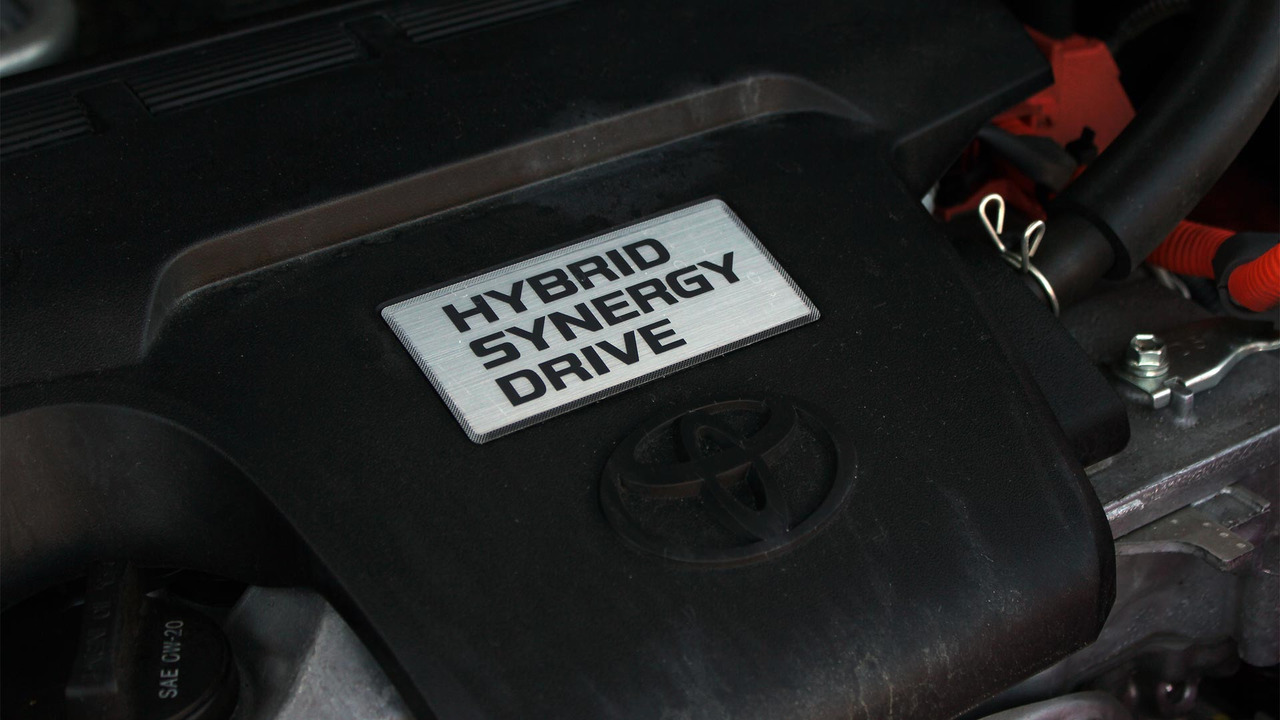 HYBRID
SYNERGY
DRIVE
SAE 0W-20